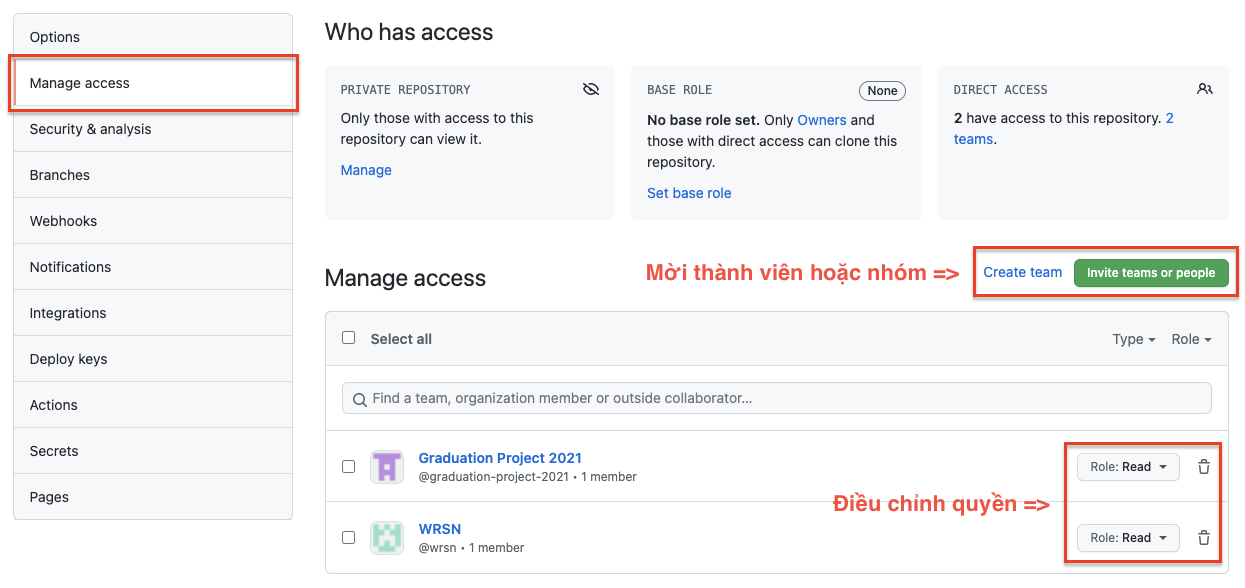 Options
Manage access
Security & analysis
Branches
Webhooks
Notifications
Integrations
Deploy keys
Actions
Secrets
Pages
Who has access
PRIVATE REPOSITORY
Only those with access to this
repository can view it.
Manage
BASE ROLE
None
No base role set. Only Owners and
those with direct access can clone this
repository.
Set base role
DIRECT ACCESS
2 have access to this repository. 2
teams.
Manage access
Mời thành viên hoặc nhóm =>
Create team
Invite teams or people
Select all
Type
Role
Find a team, organization member or outside collaborator...
Graduation Project 2021
@graduation-project-2021 • 1 member
Role: Read
Điều chỉnh quyền =>
WRSN
@wrsn • 1 member
Role: Read